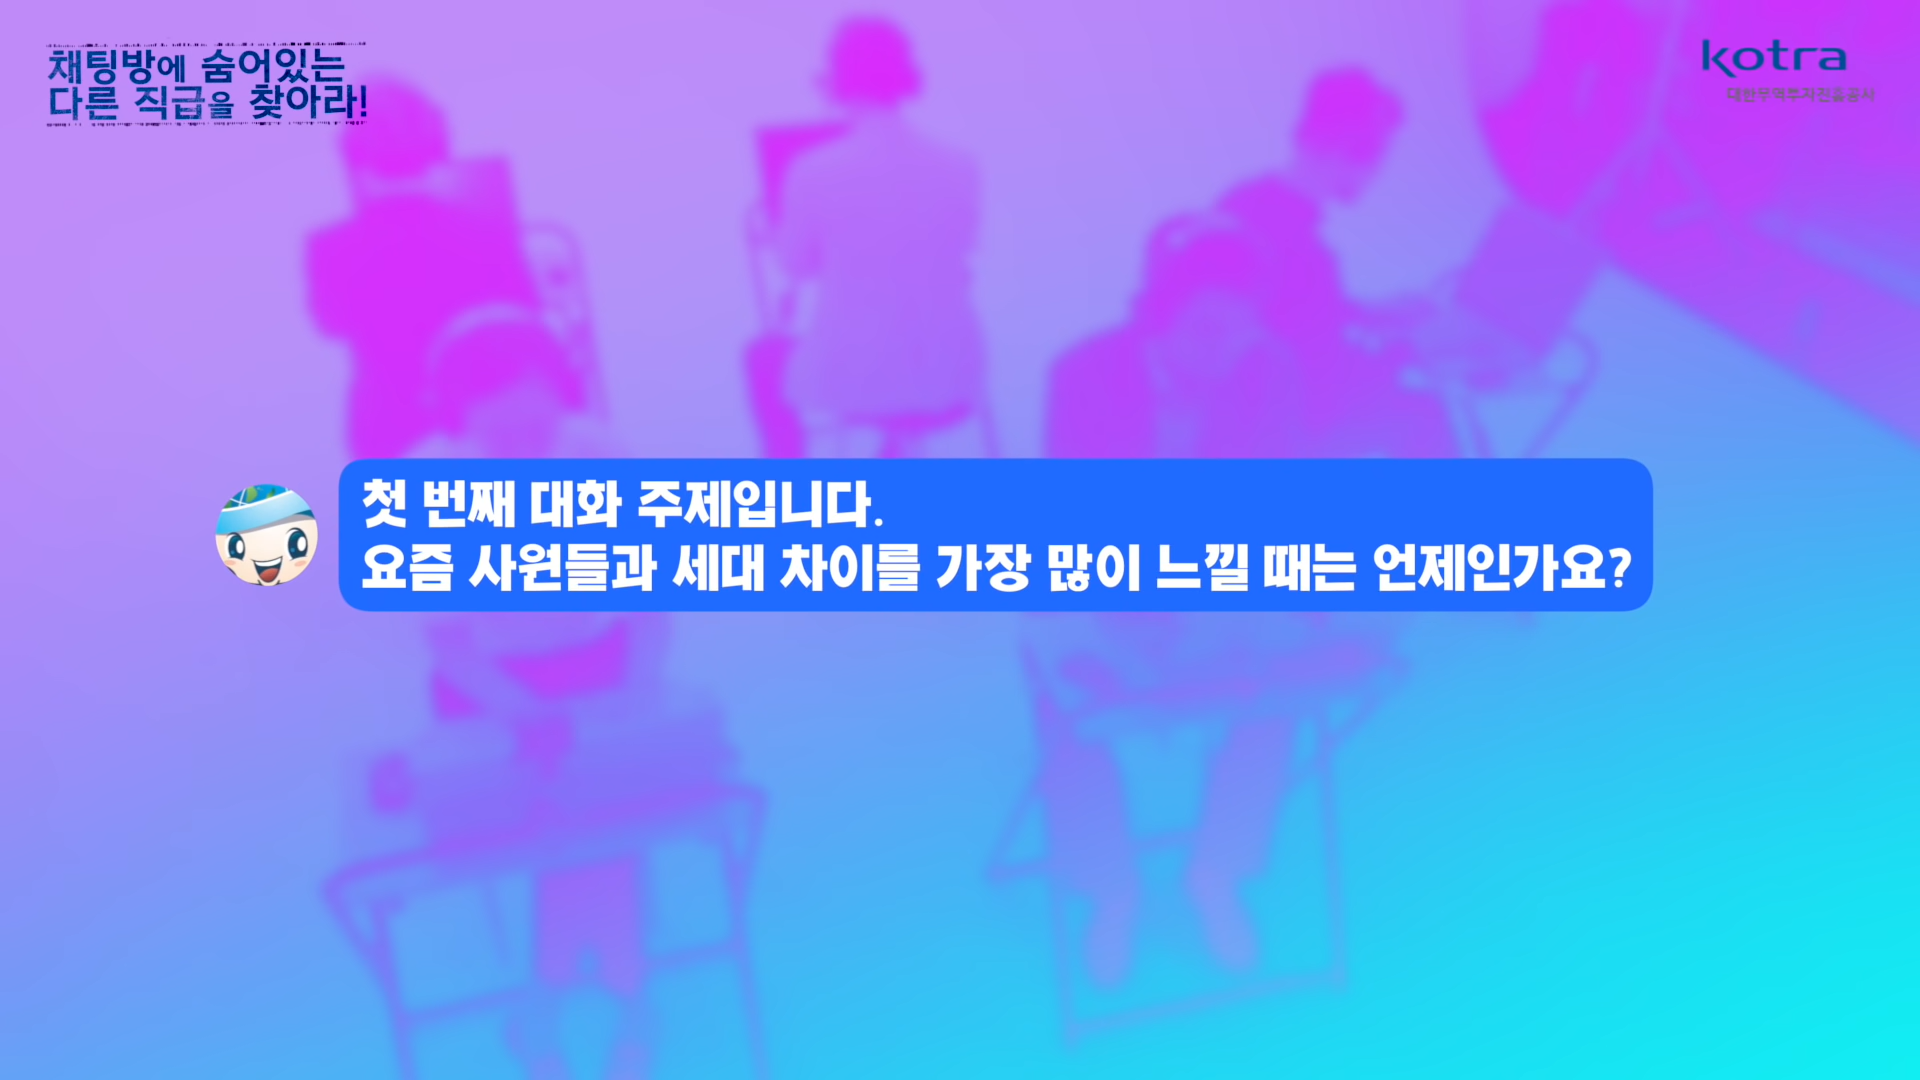 채팅방에 숨어있는
다른 직급을 찾아라!
kotra
대한무역투자진흥공사
첫 번째 대화 주제입니다.
요즘 사원들과 세대 차이를 가장 많이 느낄 때는 언제인가요?